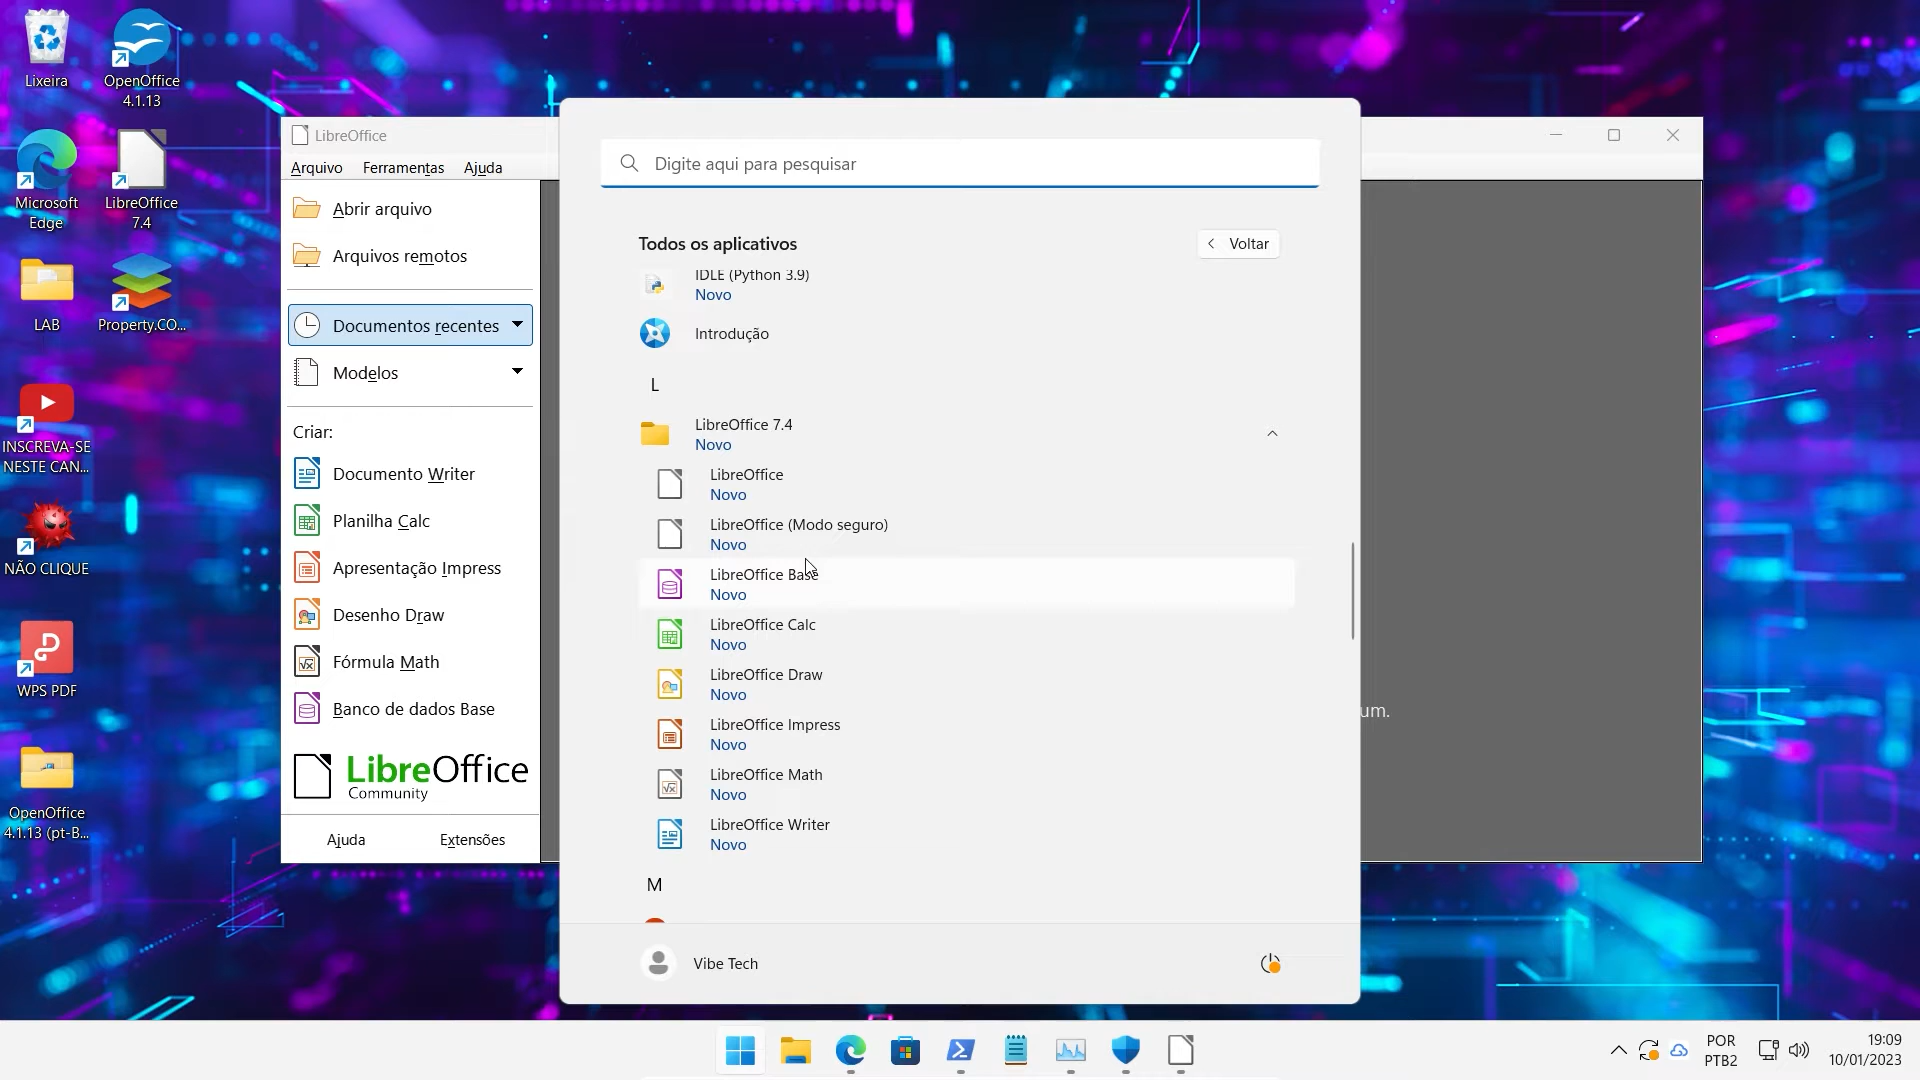 Lixeira
OpenOffice
4.1.13
Microsoft
Edge
LibreOffice
7.4
LAB
Property.CO...
INSCREVA-SE
NESTE CAN...
NÃO CLIQUE
WPS PDF
OpenOffice
4.1.13 (pt-B...
LibreOffice
Arquivo Ferramentas Ajuda
Abrir arquivo
Arquivos remotos
Documentos recentes
Modelos
Criar:
Documento Writer
Planilha Calc
Apresentação Impress
Desenho Draw
Fórmula Math
Banco de dados Base
LibreOffice
Community
Ajuda Extensões
Digite aqui para pesquisar
Todos os aplicativos
Voltar
IDLE (Python 3.9)
Novo
Introdução
L
LibreOffice 7.4
Novo
LibreOffice
Novo
LibreOffice (Modo seguro)
Novo
LibreOffice Base
Novo
LibreOffice Calc
Novo
LibreOffice Draw
Novo
LibreOffice Impress
Novo
LibreOffice Math
Novo
LibreOffice Writer
Novo
M
Vibe Tech
um.
POR
PTB2
19:09
10/01/2023